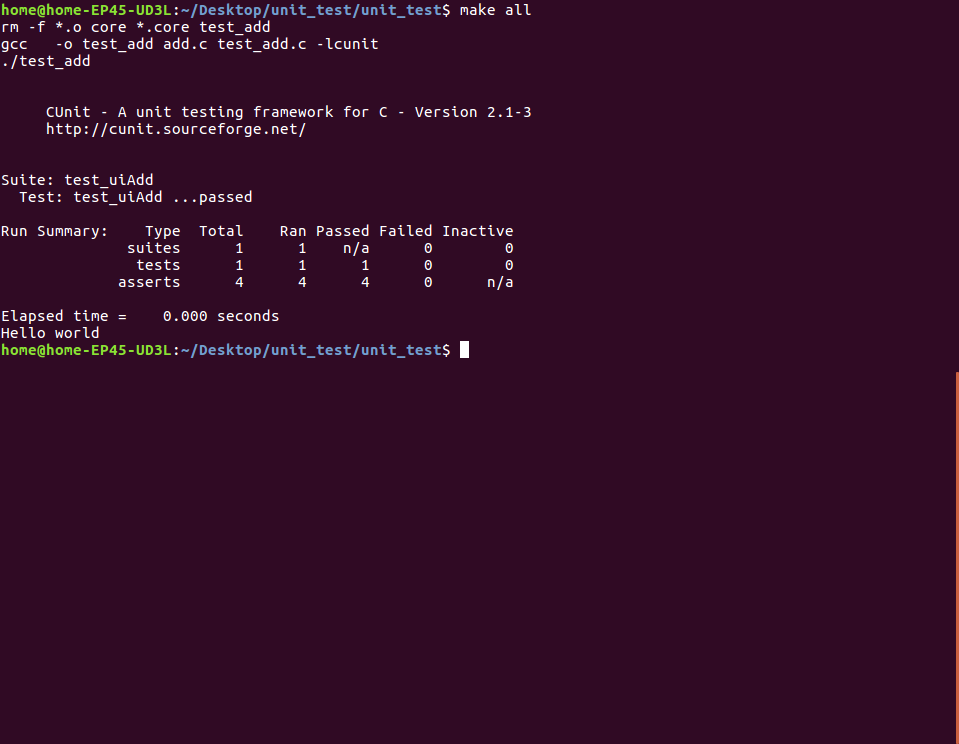 home@home-EP45-UD3L:~/Desktop/unit_test/unit_test$ make all
rm -f *.o core *.core test_add
gcc   -o test_add add.c test_add.c -lcunit
./test_add
     CUnit - A unit testing framework for C - Version 2.1-3
     http://cunit.sourceforge.net/
Suite: test_uiAdd
  Test: test_uiAdd ...passed
Run Summary:    Type  Total    Ran Passed Failed Inactive
              suites      1      1    n/a      0        0
               tests      1      1      1      0        0
             asserts      4      4      4      0      n/a
Elapsed time =    0.000 seconds
Hello world
home@home-EP45-UD3L:~/Desktop/unit_test/unit_test$